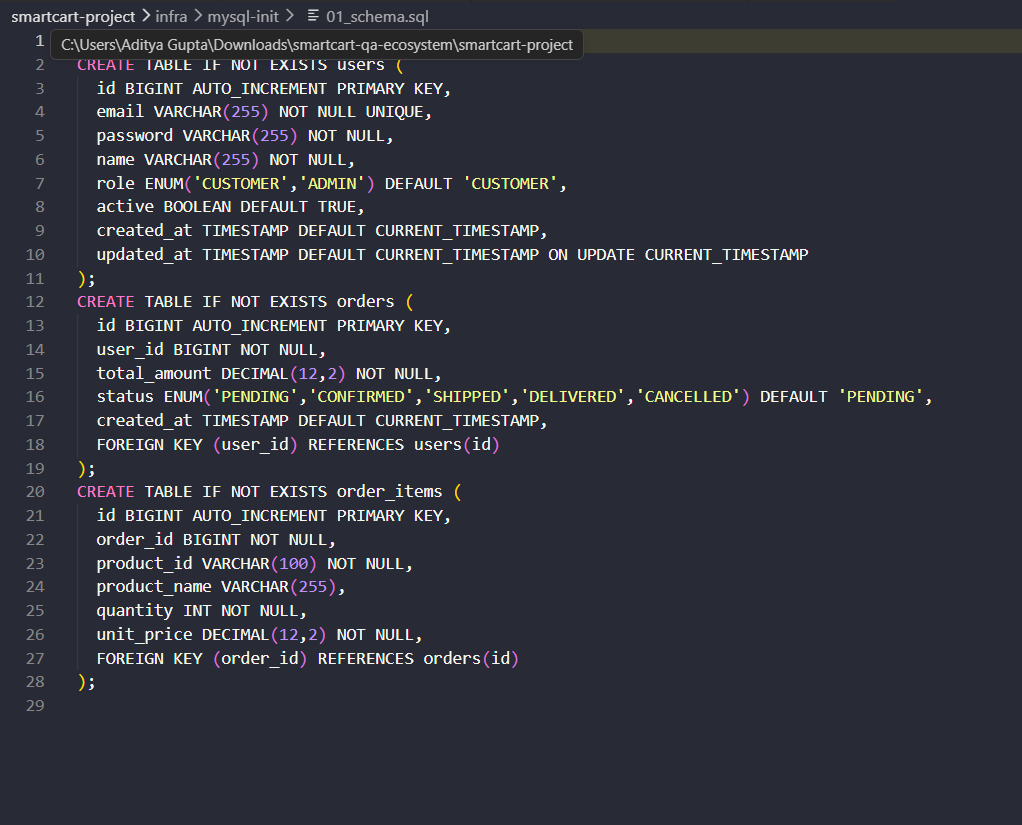 smartcart-project > infra > mysql-init > 01_schema.sql
1
C:\Users\Aditya Gupta\Downloads\smartcart-qa-ecosystem\smartcart-project
2 CREATE TABLE IF NOT EXISTS users (
3 id BIGINT AUTO_INCREMENT PRIMARY KEY,
4 email VARCHAR(255) NOT NULL UNIQUE,
5 password VARCHAR(255) NOT NULL,
6 name VARCHAR(255) NOT NULL,
7 role ENUM('CUSTOMER','ADMIN') DEFAULT 'CUSTOMER',
8 active BOOLEAN DEFAULT TRUE,
9 created_at TIMESTAMP DEFAULT CURRENT_TIMESTAMP,
10 updated_at TIMESTAMP DEFAULT CURRENT_TIMESTAMP ON UPDATE CURRENT_TIMESTAMP
11 );
12 CREATE TABLE IF NOT EXISTS orders (
13 id BIGINT AUTO_INCREMENT PRIMARY KEY,
14 user_id BIGINT NOT NULL,
15 total_amount DECIMAL(12,2) NOT NULL,
16 status ENUM('PENDING','CONFIRMED','SHIPPED','DELIVERED','CANCELLED') DEFAULT 'PENDING',
17 created_at TIMESTAMP DEFAULT CURRENT_TIMESTAMP,
18 FOREIGN KEY (user_id) REFERENCES users(id)
19 );
20 CREATE TABLE IF NOT EXISTS order_items (
21 id BIGINT AUTO_INCREMENT PRIMARY KEY,
22 order_id BIGINT NOT NULL,
23 product_id VARCHAR(100) NOT NULL,
24 product_name VARCHAR(255),
25 quantity INT NOT NULL,
26 unit_price DECIMAL(12,2) NOT NULL,
27 FOREIGN KEY (order_id) REFERENCES orders(id)
28 );
29